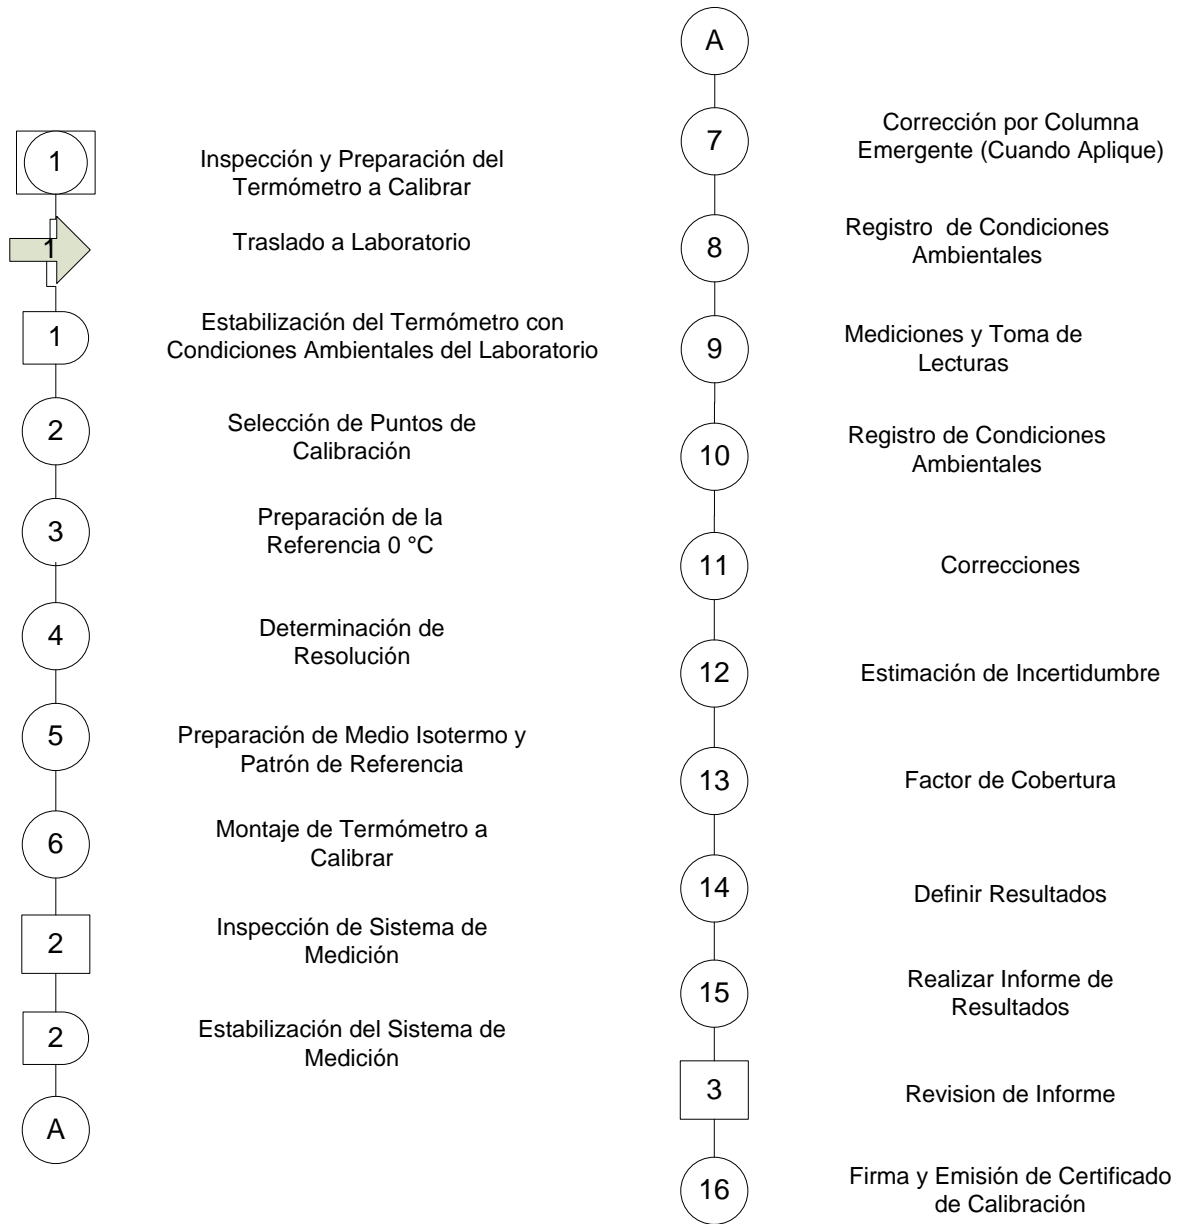 1
Inspección y Preparación del
Termómetro a Calibrar
1
Traslado a Laboratorio
1
Estabilización del Termómetro con
Condiciones Ambientales del Laboratorio
2
Selección de Puntos de
Calibración
3
Preparación de la
Referencia 0 °C
4
Determinación de
Resolución
5
Preparación de Medio Isotermo y
Patrón de Referencia
6
Montaje de Termómetro a
Calibrar
2
Inspección de Sistema de
Medición
2
Estabilización del Sistema de
Medición
A
A
7
Corrección por Columna
Emergente (Cuando Aplique)
8
Registro de Condiciones
Ambientales
9
Mediciones y Toma de
Lecturas
10
Registro de Condiciones
Ambientales
11
Correcciones
12
Estimación de Incertidumbre
13
Factor de Cobertura
14
Definir Resultados
15
Realizar Informe de
Resultados
3
Revision de Informe
16
Firma y Emisión de Certificado
de Calibración